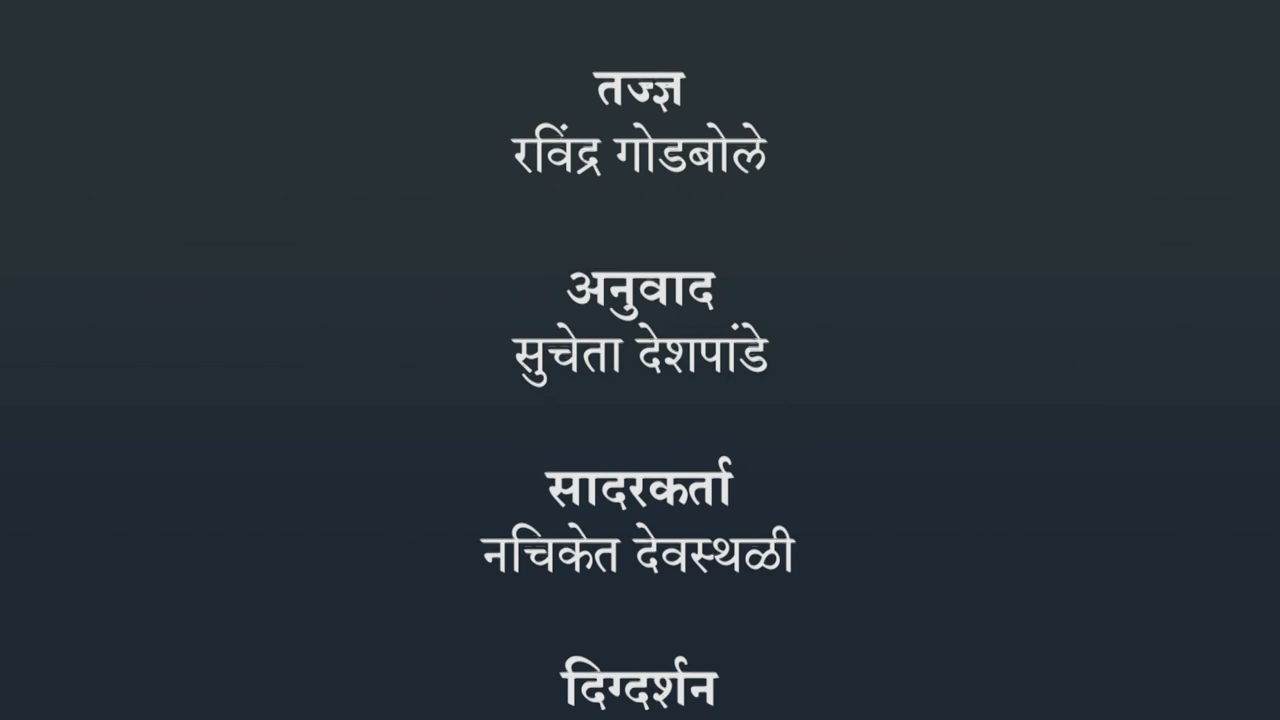 तज्ज्ञ
रविंद्र गोडबोले
अनुवाद
सुचेता देशपांडे
सादरकर्ता
नचिकेत देवस्थळी
दिग्दर्शन